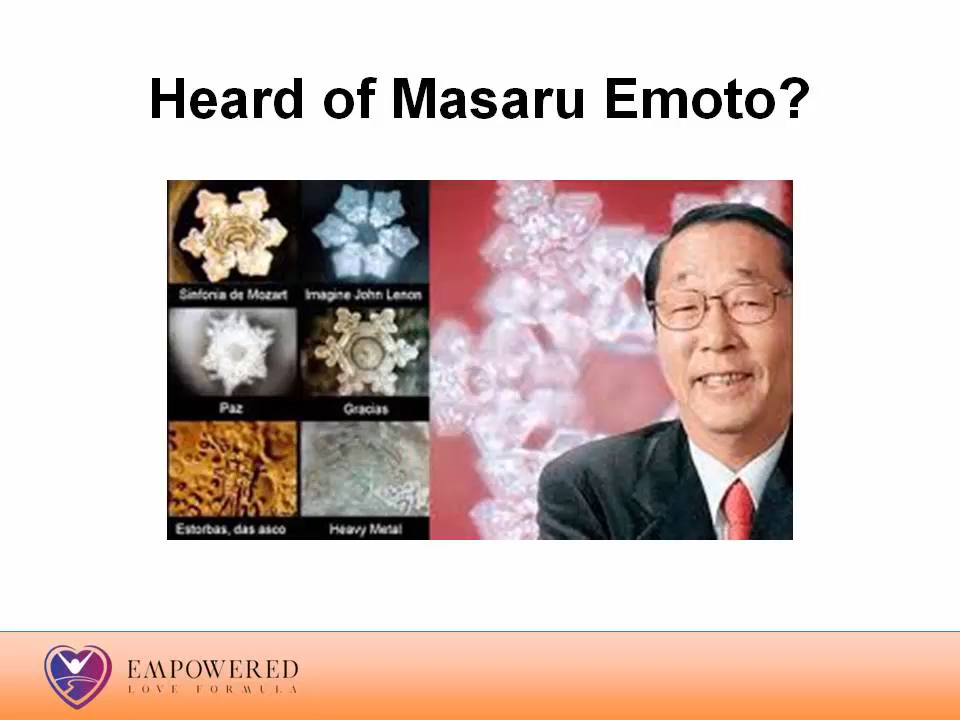 Heard of Masaru Emoto?
Sinfonia de Mozart
Imagine John Lenon
Paz
Gracias
Estorbas, das asco
Heavy Metal
EMPOWERED
LOVE FORMULA